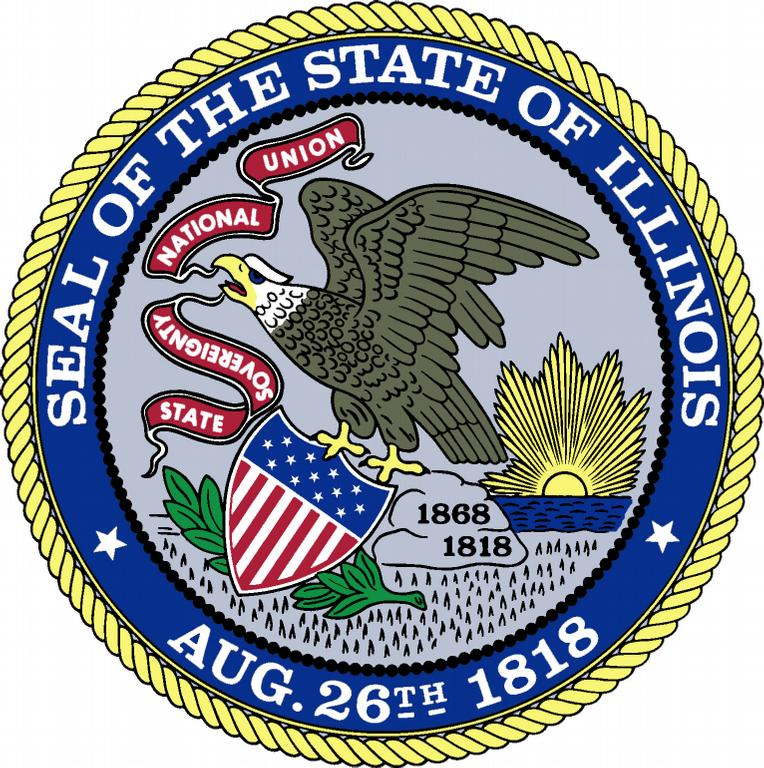 SEAL OF THE STATE OF ILLINOIS
UNION
NATIONAL
SOVEREIGNTY
STATE
1868
1818
AUG. 26TH 1818